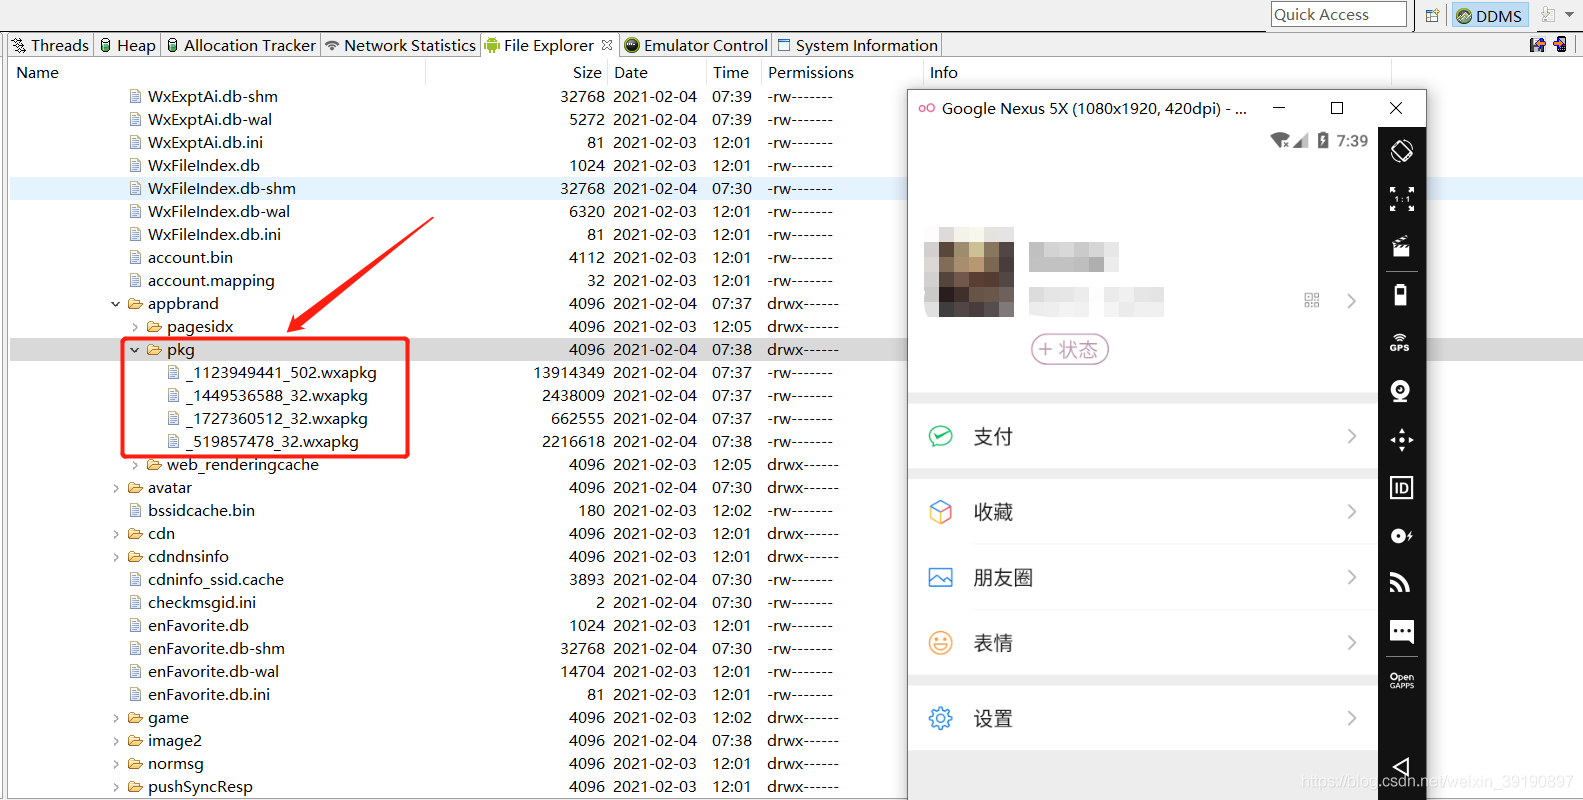 Quick Access
DDMS
Threads Heap Allocation Tracker Network Statistics File Explorer Emulator Control System Information
Name Size Date Time Permissions Info
WxExptAi.db-shm 32768 2021-02-04 07:39 -rw-------
WxExptAi.db-wal 5272 2021-02-04 07:39 -rw-------
WxExptAi.db.ini 81 2021-02-03 12:01 -rw-------
WxFileIndex.db 1024 2021-02-03 12:01 -rw-------
WxFileIndex.db-shm 32768 2021-02-04 07:30 -rw-------
WxFileIndex.db-wal 6320 2021-02-03 12:01 -rw-------
WxFileIndex.db.ini 81 2021-02-03 12:01 -rw-------
account.bin 4112 2021-02-03 12:01 -rw-------
account.mapping 32 2021-02-03 12:01 -rw-------
appbrand 4096 2021-02-04 07:37 drwx------
pagesidx 4096 2021-02-03 12:05 drwx------
pkg 4096 2021-02-04 07:38 drwx------
_1123949441_502.wxapkg 13914349 2021-02-04 07:37 -rw-------
_1449536588_32.wxapkg 2438009 2021-02-04 07:37 -rw-------
_1727360512_32.wxapkg 662555 2021-02-04 07:37 -rw-------
_519857478_32.wxapkg 2216618 2021-02-04 07:38 -rw-------
web_renderingcache 4096 2021-02-03 12:05 drwx------
avatar 4096 2021-02-04 07:30 drwx------
bssidcache.bin 180 2021-02-03 12:02 -rw-------
cdn 4096 2021-02-03 12:01 drwx------
cdndnsinfo 4096 2021-02-03 12:01 drwx------
cdninfo_ssid.cache 3893 2021-02-04 07:30 -rw-------
checkmsgid.ini 2 2021-02-04 07:30 -rw-------
enFavorite.db 1024 2021-02-03 12:01 -rw-------
enFavorite.db-shm 32768 2021-02-04 07:30 -rw-------
enFavorite.db-wal 14704 2021-02-03 12:01 -rw-------
enFavorite.db.ini 81 2021-02-03 12:01 -rw-------
game 4096 2021-02-03 12:02 drwx------
image2 4096 2021-02-04 07:38 drwx------
normsg 4096 2021-02-03 12:01 drwx------
pushSyncResp 4096 2021-02-03 12:01 drwx------
Google Nexus 5X (1080x1920, 420dpi) - ...
7:39
+ 状态
支付
收藏
朋友圈
表情
设置
1:1
GPS
ID
Open
GAPPS
https://blog.csdn.net/weixin_39190897